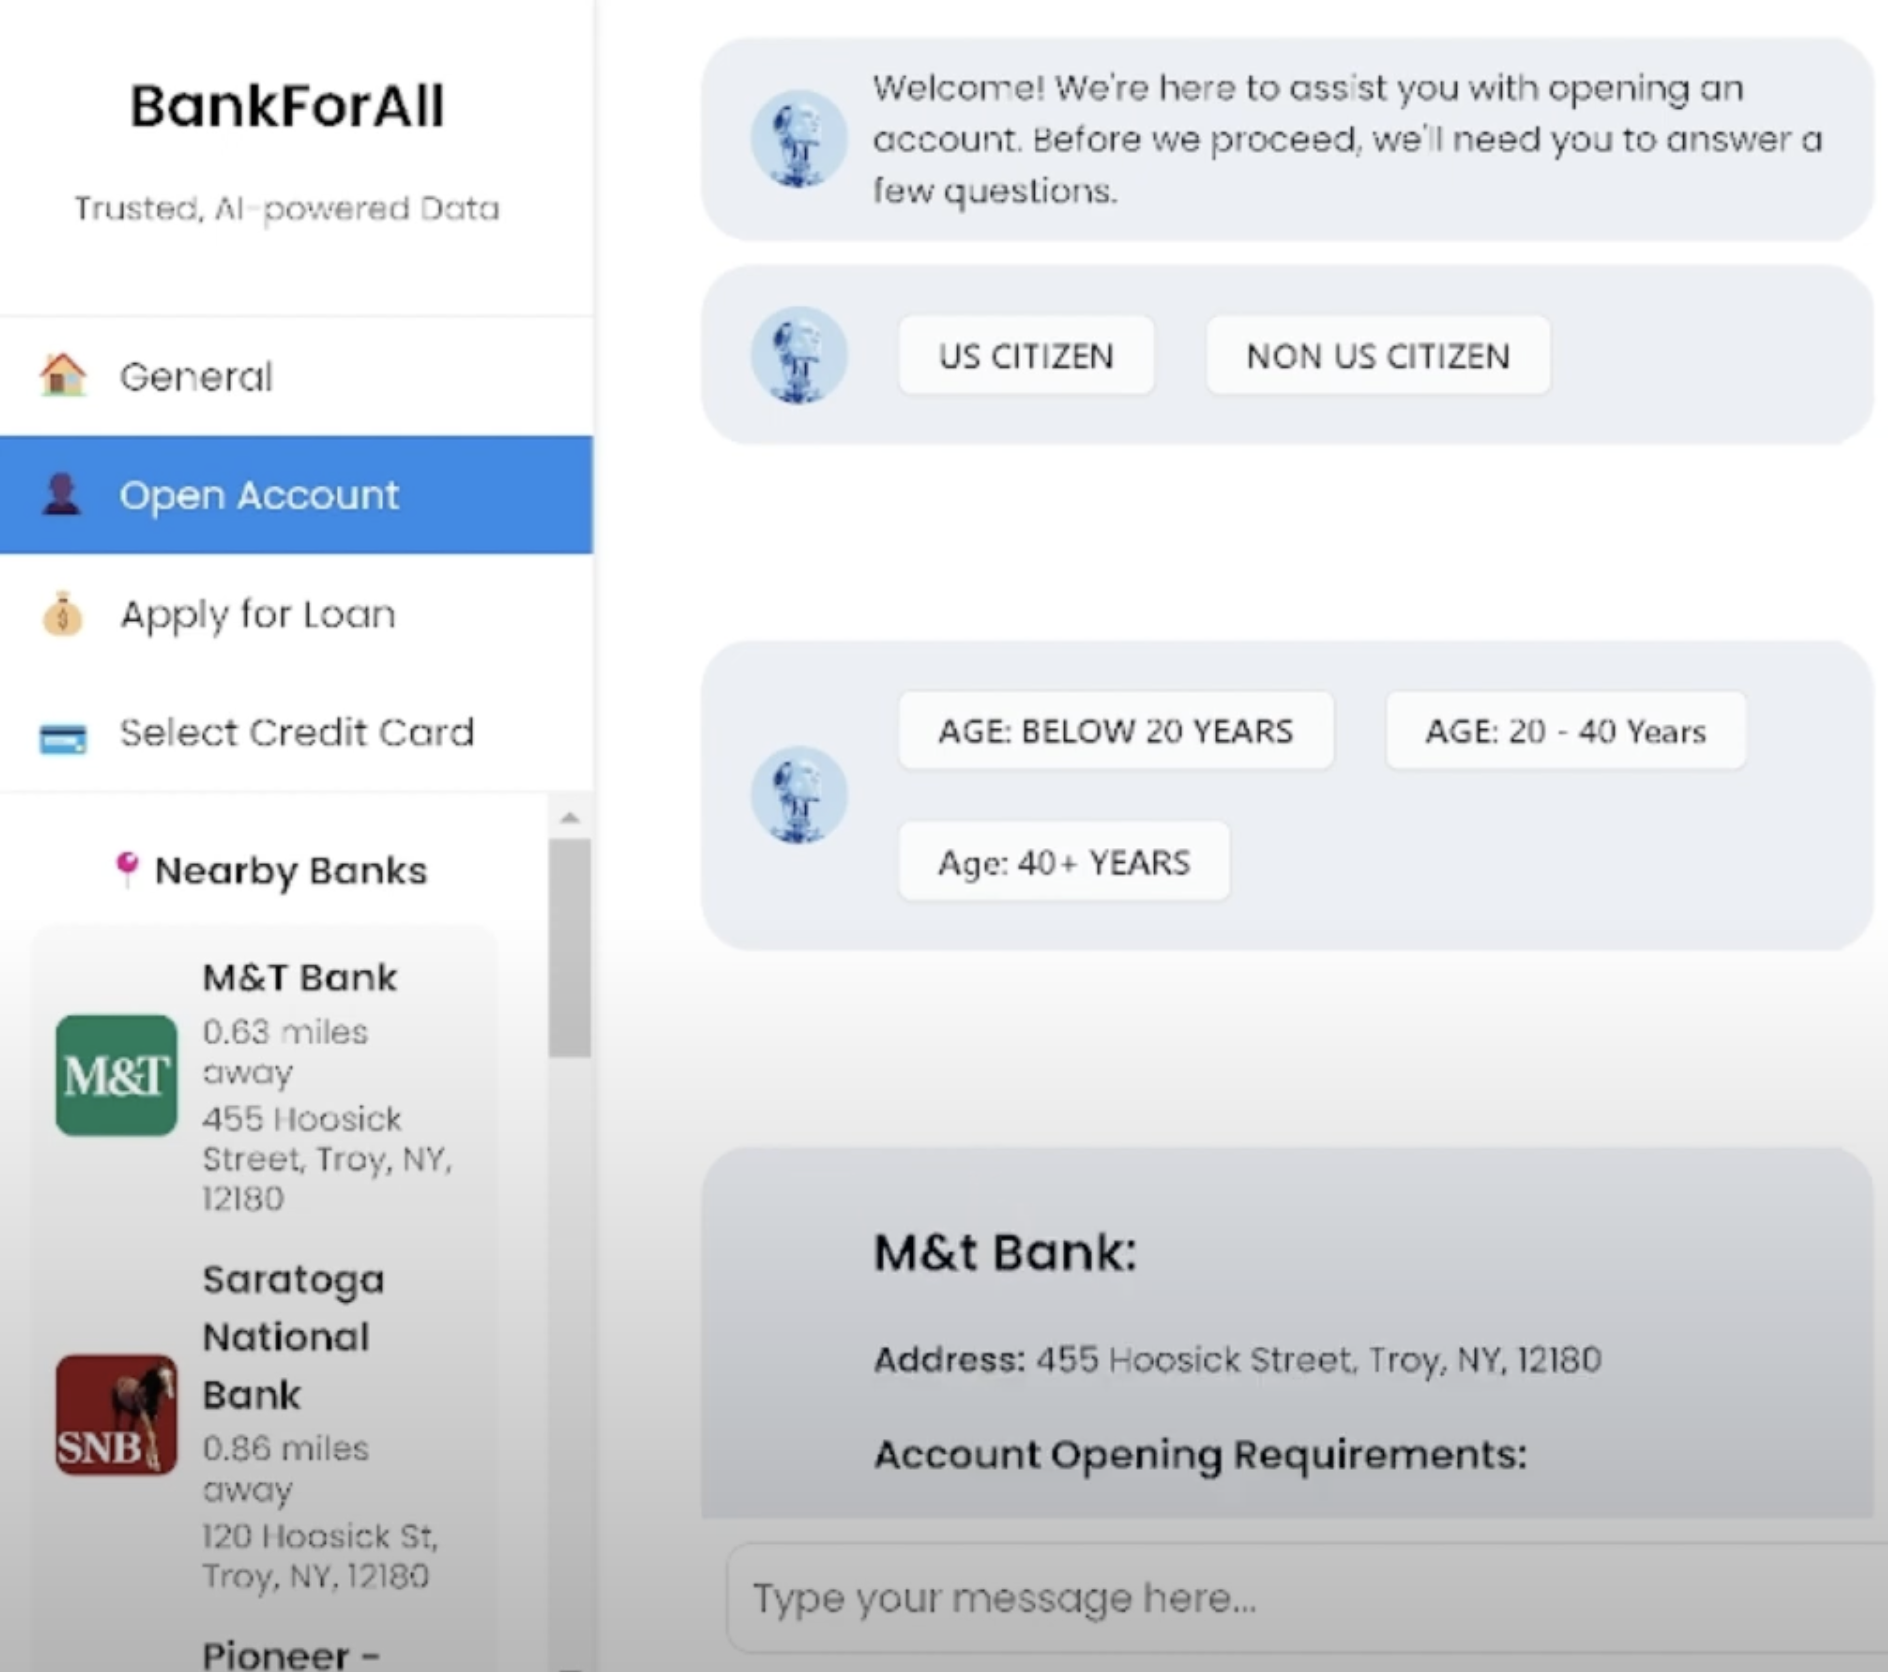 BankForAll
Trusted, AI-powered Data
General
Open Account
Apply for Loan
Select Credit Card
Nearby Banks
M&T
M&T Bank
0.63 miles
away
455 Hoosick
Street, Troy, NY,
12180
SNB
Saratoga
National
Bank
0.86 miles
away
120 Hoosick St,
Troy, NY, 12180
Pioneer -
Welcome! We're here to assist you with opening an
account. Before we proceed, we'll need you to answer a
few questions.
US CITIZEN
NON US CITIZEN
AGE: BELOW 20 YEARS
AGE: 20 - 40 Years
Age: 40+ YEARS
M&t Bank:
Address: 455 Hoosick Street, Troy, NY, 12180
Account Opening Requirements:
Type your message here...